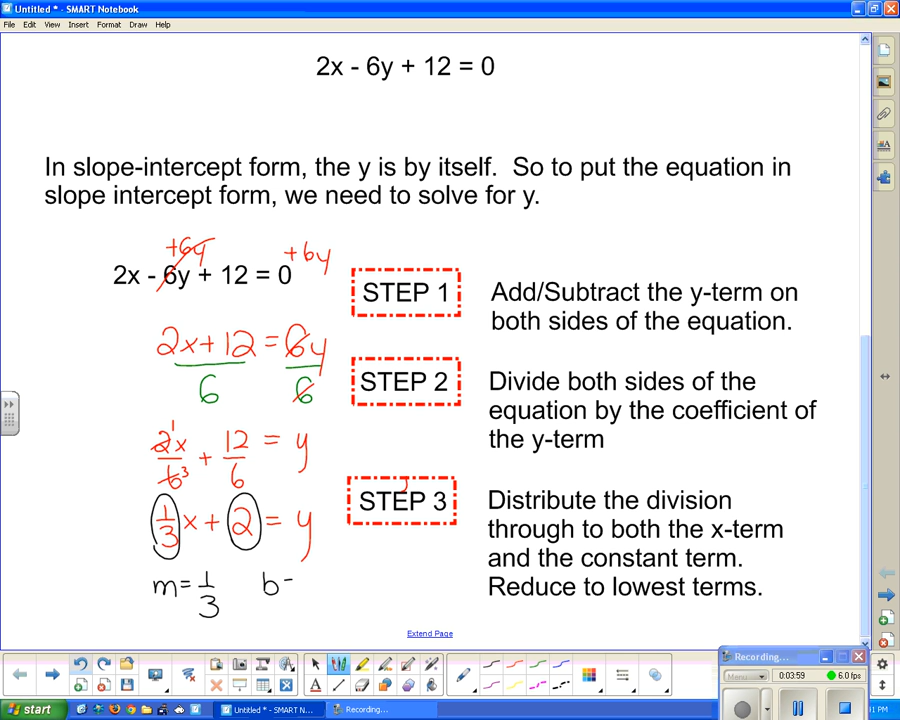 Untitled * - SMART Notebook
File Edit View Insert Format Draw Help
2x - 6y + 12 = 0
In slope-intercept form, the y is by itself. So to put the equation in
slope intercept form, we need to solve for y.
+6y +6y
2x - 6y + 12 = 0
STEP 1
Add/Subtract the y-term on
both sides of the equation.
2x+12 = 6y
6 6
STEP 2
Divide both sides of the
equation by the coefficient of
the y-term
1
2x/6 3 + 12/6 = y
1/3 x + 2 = y
STEP 3
Distribute the division
through to both the x-term
and the constant term.
Reduce to lowest terms.
m = 1/3 b -
Extend Page
Recording...
Menu
0:03:59 6.0 fps
start
Untitled * - SMART N...
Recording...
1 PM